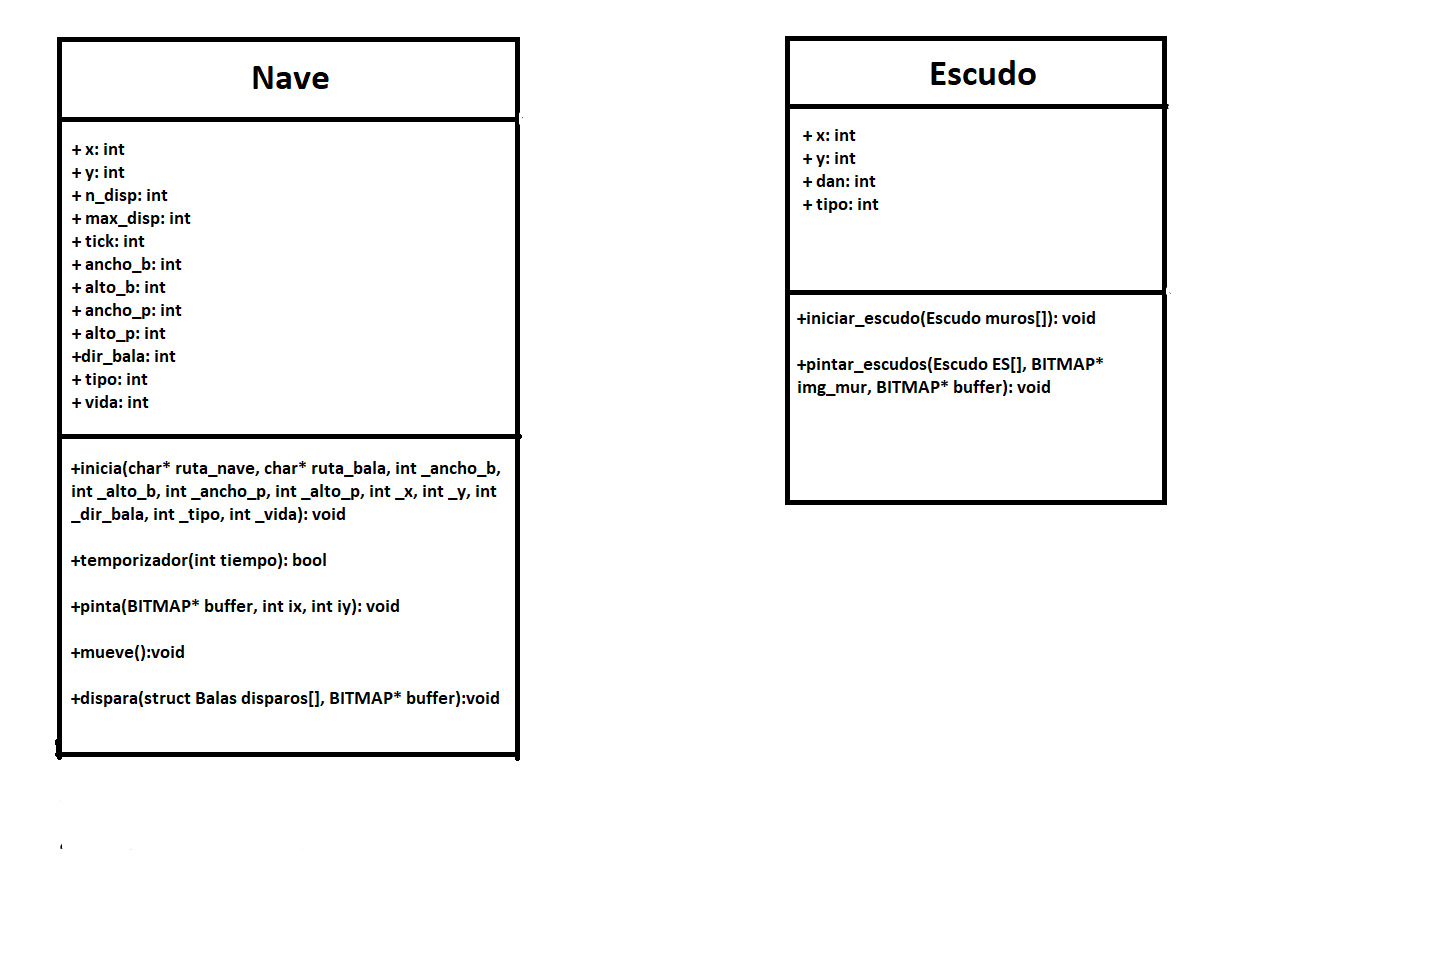 Nave
+ x: int
+ y: int
+ n_disp: int
+ max_disp: int
+ tick: int
+ ancho_b: int
+ alto_b: int
+ ancho_p: int
+ alto_p: int
+dir_bala: int
+ tipo: int
+ vida: int
+inicia(char* ruta_nave, char* ruta_bala, int _ancho_b,
int _alto_b, int _ancho_p, int _alto_p, int _x, int _y, int
_dir_bala, int _tipo, int _vida): void
+temporizador(int tiempo): bool
+pinta(BITMAP* buffer, int ix, int iy): void
+mueve():void
+dispara(struct Balas disparos[], BITMAP* buffer):void
Escudo
+ x: int
+ y: int
+ dan: int
+ tipo: int
+iniciar_escudo(Escudo muros[]): void
+pintar_escudos(Escudo ES[], BITMAP*
img_mur, BITMAP* buffer): void